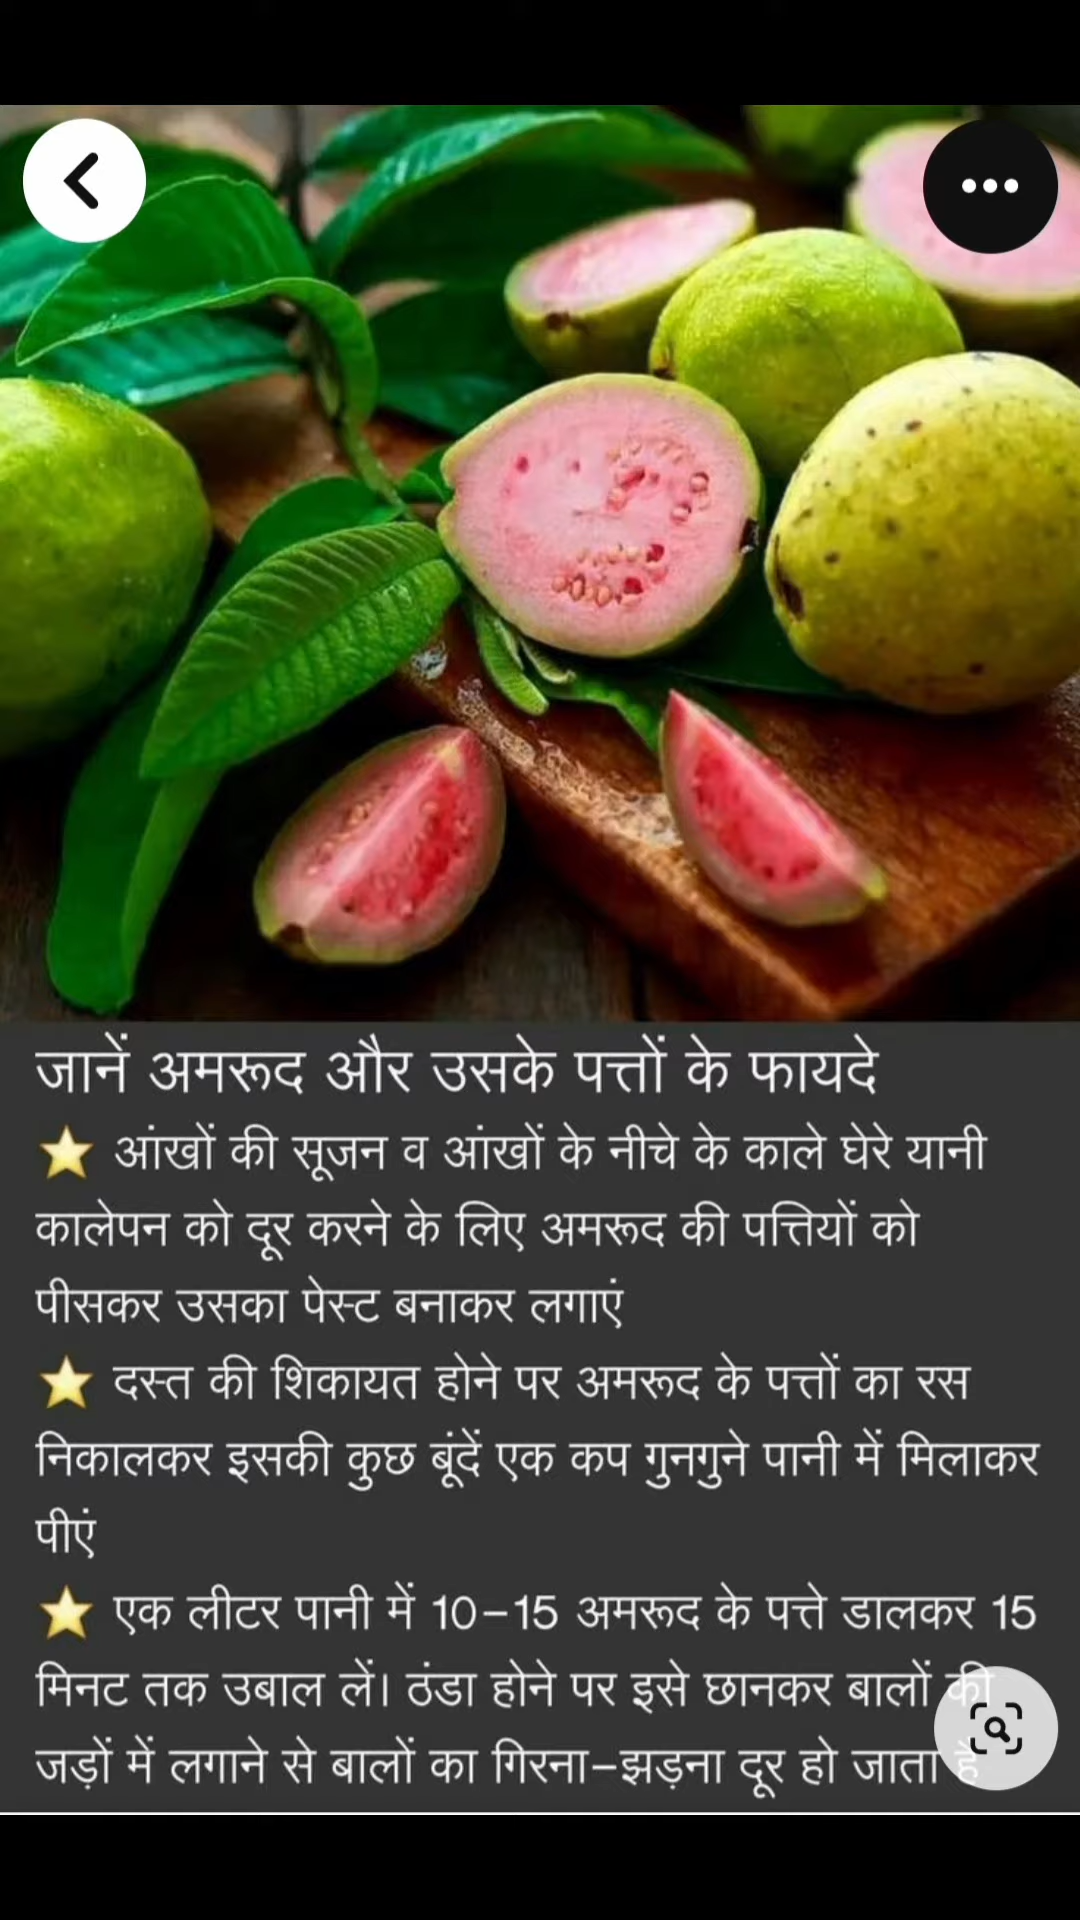 जानें अमरूद और उसके पत्तों के फायदे
⭐ आंखों की सूजन व आंखों के नीचे के काले घेरे यानी
कालेपन को दूर करने के लिए अमरूद की पत्तियों को
पीसकर उसका पेस्ट बनाकर लगाएं
⭐ दस्त की शिकायत होने पर अमरूद के पत्तों का रस
निकालकर इसकी कुछ बूंदें एक कप गुनगुने पानी में मिलाकर
पीएं
⭐ एक लीटर पानी में 10-15 अमरूद के पत्ते डालकर 15
मिनट तक उबाल लें। ठंडा होने पर इसे छानकर बालों की
जड़ों में लगाने से बालों का गिरना-झड़ना दूर हो जाता है